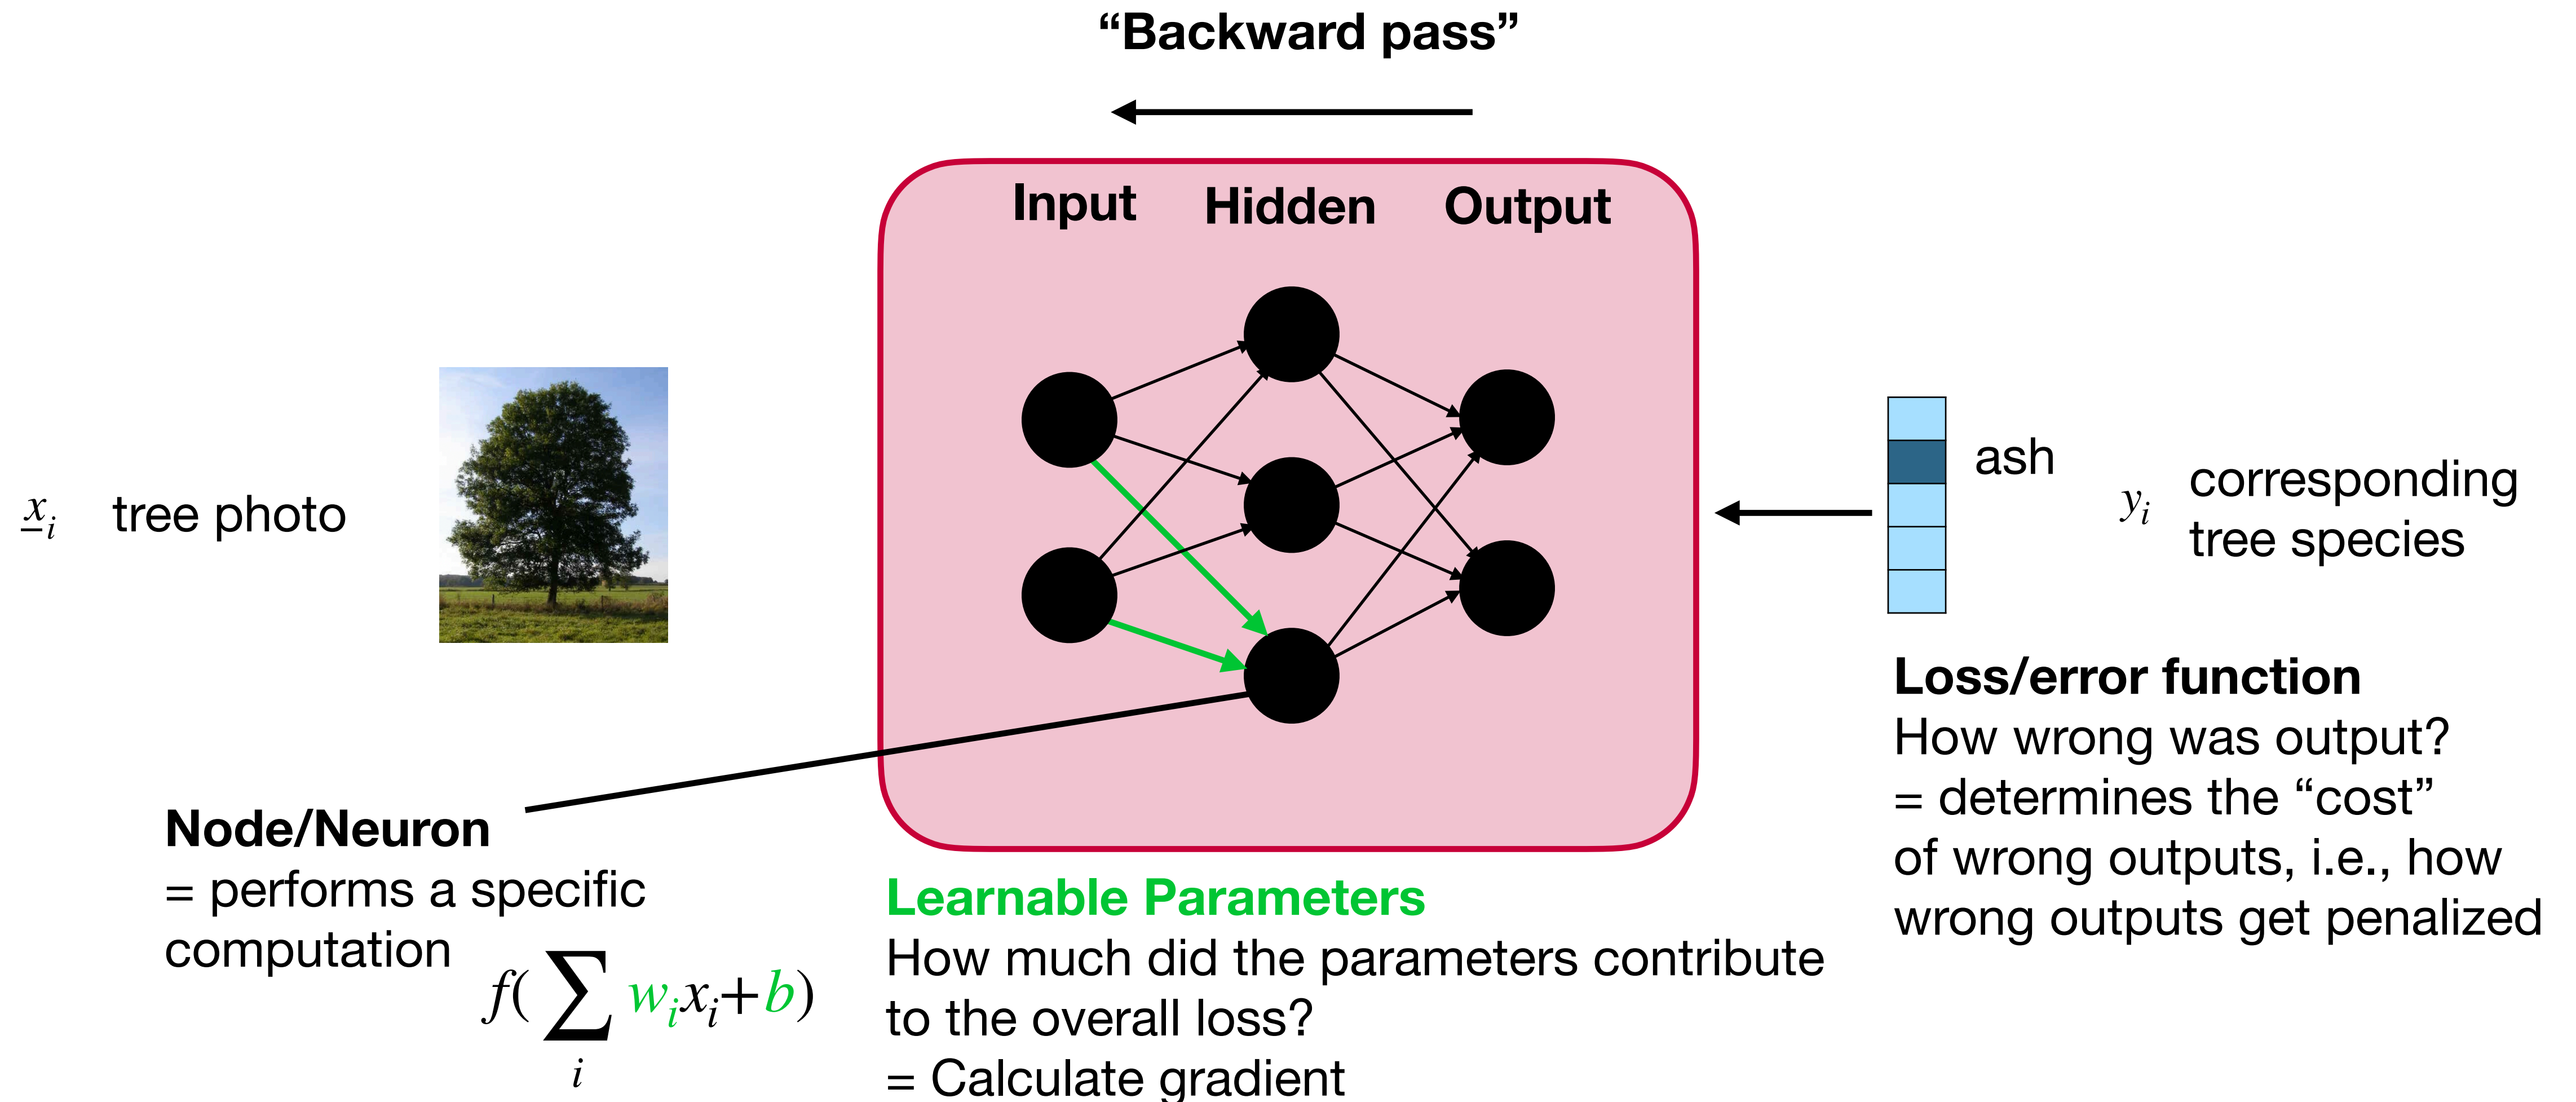 “Backward pass”
Input Hidden Output
x_i tree photo
ash
y_i corresponding
tree species
Loss/error function
How wrong was output?
= determines the “cost”
of wrong outputs, i.e., how
wrong outputs get penalized
Node/Neuron
= performs a specific
computation
f(∑_i w_i x_i+b)
Learnable Parameters
How much did the parameters contribute
to the overall loss?
= Calculate gradient